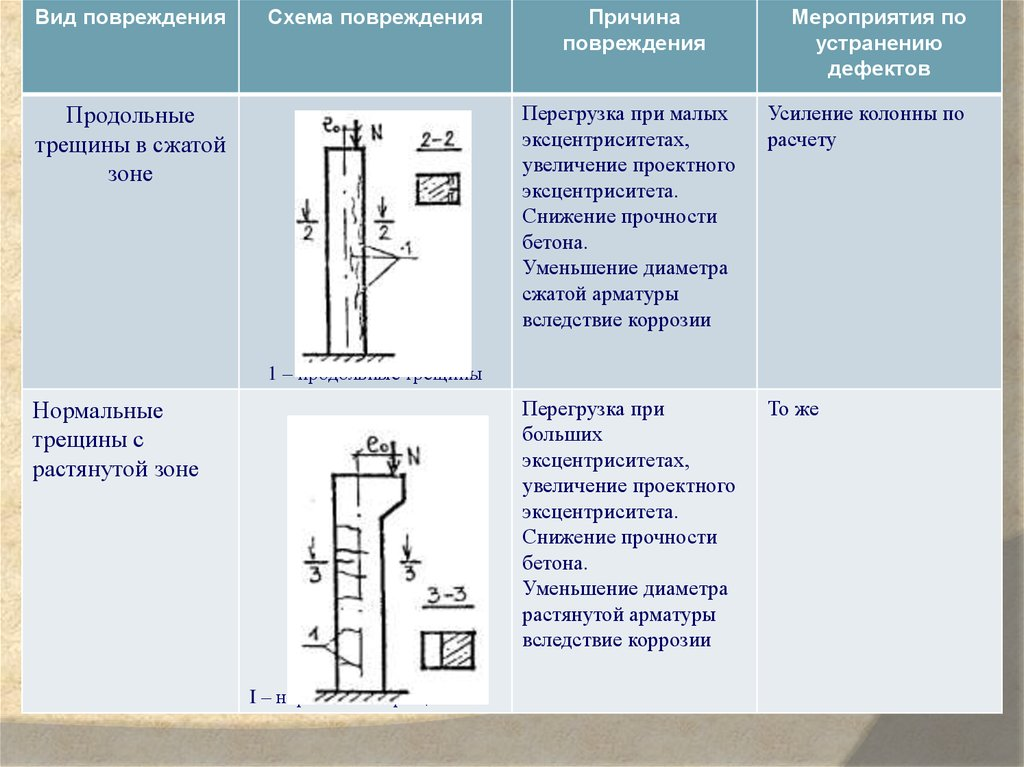 Вид повреждения
Схема повреждения
Причина
повреждения
Мероприятия по
устранению
дефектов
Продольные
трещины в сжатой
зоне
e₀ N
2-2
2
2
1
1 – продольные трещины
Перегрузка при малых
эксцентриситетах,
увеличение проектного
эксцентриситета.
Снижение прочности
бетона.
Уменьшение диаметра
сжатой арматуры
вследствие коррозии
Усиление колонны по
расчету
Нормальные
трещины с
растянутой зоне
e₀ N
3
3
3-3
1
I – н
Перегрузка при
больших
эксцентриситетах,
увеличение проектного
эксцентриситета.
Снижение прочности
бетона.
Уменьшение диаметра
растянутой арматуры
вследствие коррозии
То же